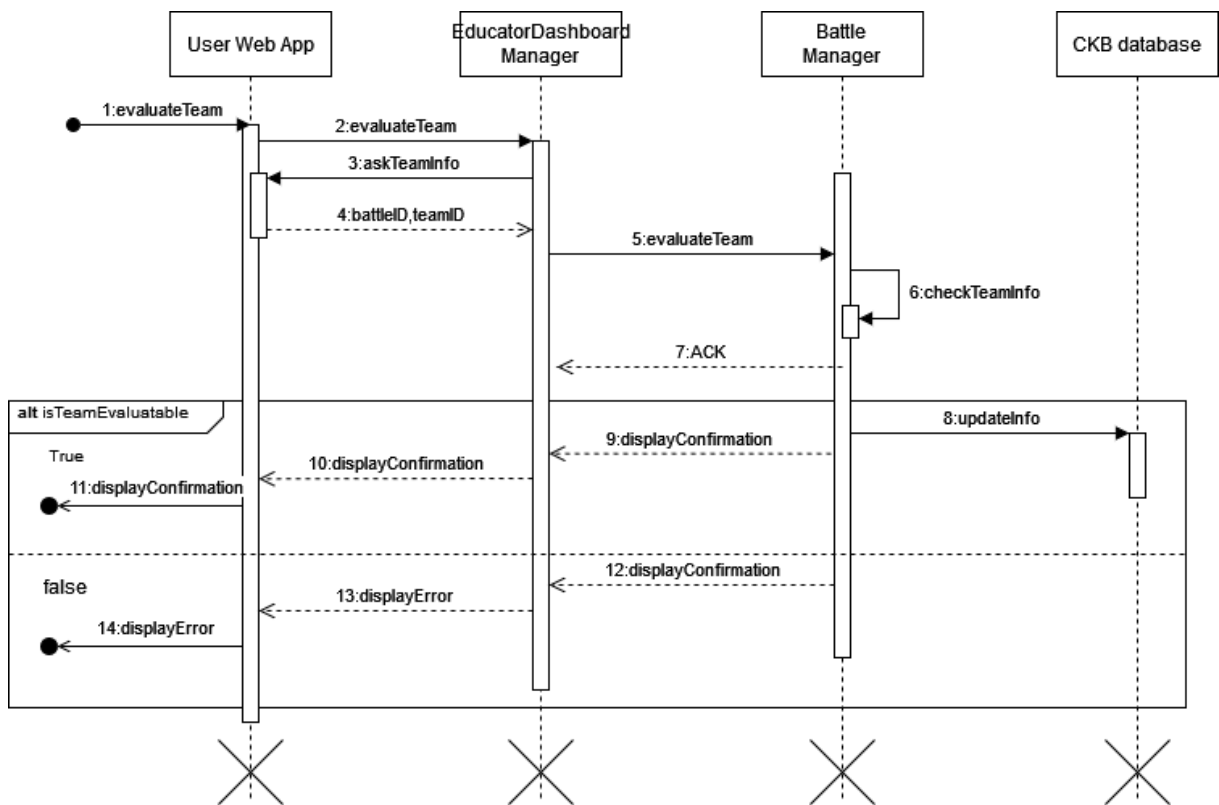 User Web App
EducatorDashboard
Manager
Battle
Manager
CKB database
1:evaluateTeam
2:evaluateTeam
3:askTeamInfo
4:battleID,teamID
5:evaluateTeam
6:checkTeamInfo
7:ACK
alt isTeamEvaluatable
8:updateInfo
9:displayConfirmation
True
10:displayConfirmation
11:displayConfirmation
12:displayConfirmation
false
13:displayError
14:displayError